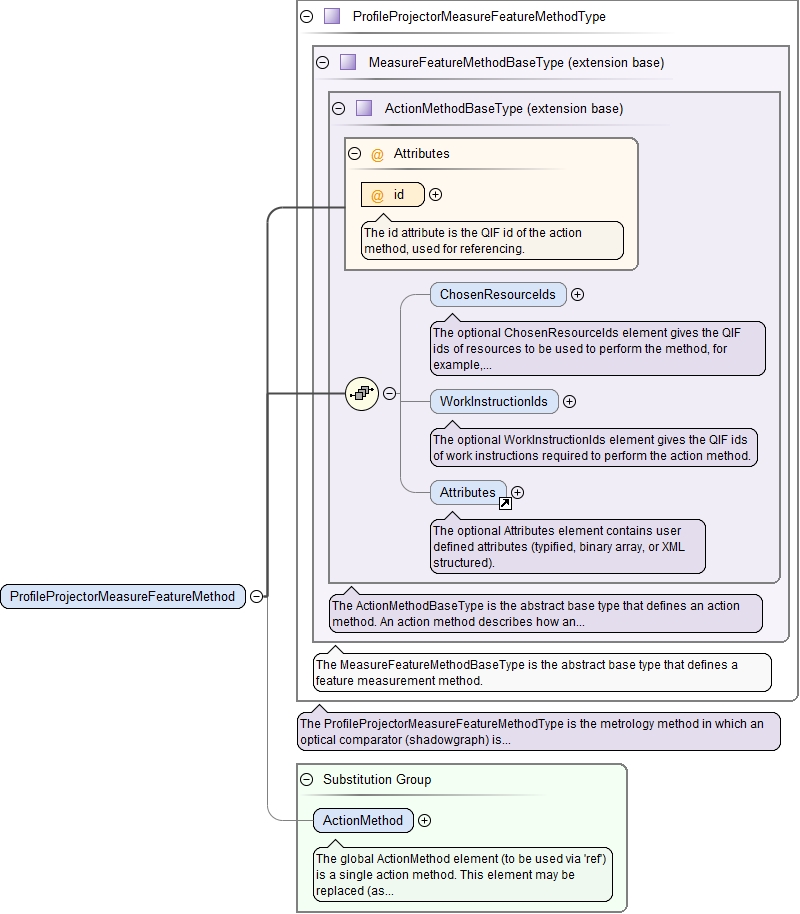 ProfileProjectorMeasureFeatureMethodType
MeasureFeatureMethodBaseType (extension base)
ActionMethodBaseType (extension base)
@ Attributes
@ id
The id attribute is the QIF id of the action
method, used for referencing.
ChosenResourceIds
The optional ChosenResourceIds element gives the QIF
ids of resources to be used to perform the method, for
example,...
WorkInstructionIds
The optional WorkInstructionIds element gives the QIF ids
of work instructions required to perform the action method.
Attributes
The optional Attributes element contains user
defined attributes (typified, binary array, or XML
structured).
ProfileProjectorMeasureFeatureMethod
The ActionMethodBaseType is the abstract base type that defines an action
method. An action method describes how an...
The MeasureFeatureMethodBaseType is the abstract base type that defines a
feature measurement method.
The ProfileProjectorMeasureFeatureMethodType is the metrology method in which an
optical comparator (shadowgraph) is...
Substitution Group
ActionMethod
The global ActionMethod element (to be used via 'ref')
is a single action method. This element may be
replaced (as...